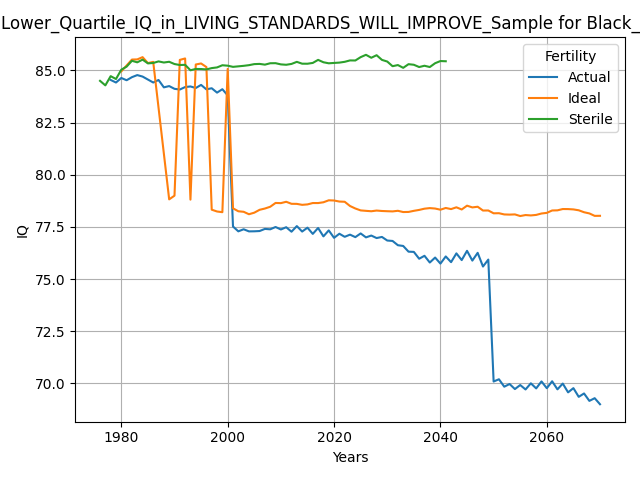 Lower_Quartile_IQ_in_LIVING_STANDARDS_WILL_IMPROVE_Sample for Black_
Fertility
Actual
Ideal
Sterile
85.0
82.5
80.0
77.5
75.0
72.5
70.0
IQ
1980 2000 2020 2040 2060
Years